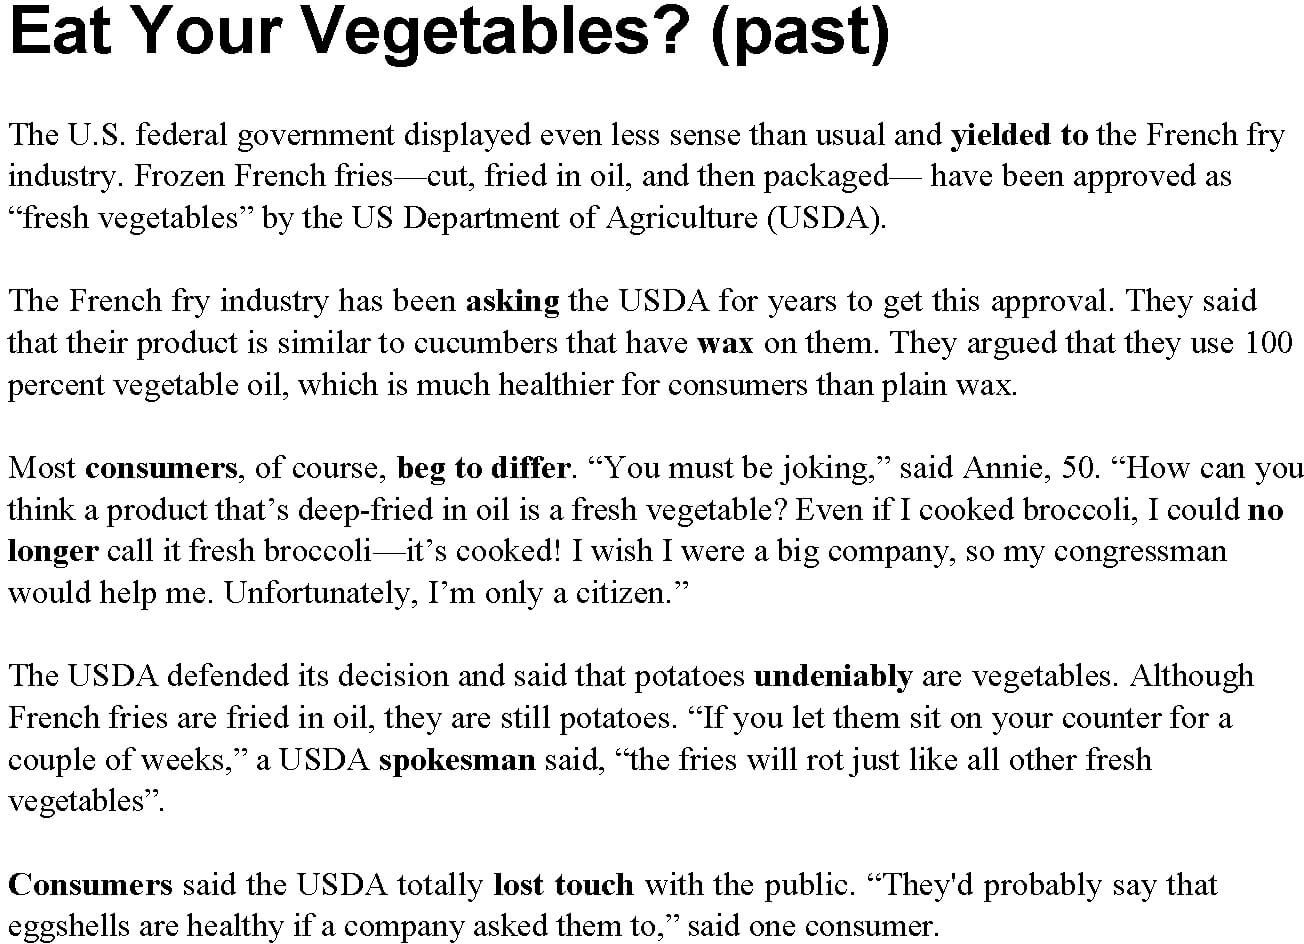 Eat Your Vegetables? (past)
The U.S. federal government displayed even less sense than usual and yielded to the French fry
industry. Frozen French fries—cut, fried in oil, and then packaged— have been approved as
“fresh vegetables” by the US Department of Agriculture (USDA).
The French fry industry has been asking the USDA for years to get this approval. They said
that their product is similar to cucumbers that have wax on them. They argued that they use 100
percent vegetable oil, which is much healthier for consumers than plain wax.
Most consumers, of course, beg to differ. “You must be joking,” said Annie, 50. “How can you
think a product that’s deep-fried in oil is a fresh vegetable? Even if I cooked broccoli, I could no
longer call it fresh broccoli—it’s cooked! I wish I were a big company, so my congressman
would help me. Unfortunately, I’m only a citizen.”
The USDA defended its decision and said that potatoes undeniably are vegetables. Although
French fries are fried in oil, they are still potatoes. “If you let them sit on your counter for a
couple of weeks,” a USDA spokesman said, “the fries will rot just like all other fresh
vegetables”.
Consumers said the USDA totally lost touch with the public. “They'd probably say that
eggshells are healthy if a company asked them to,” said one consumer.